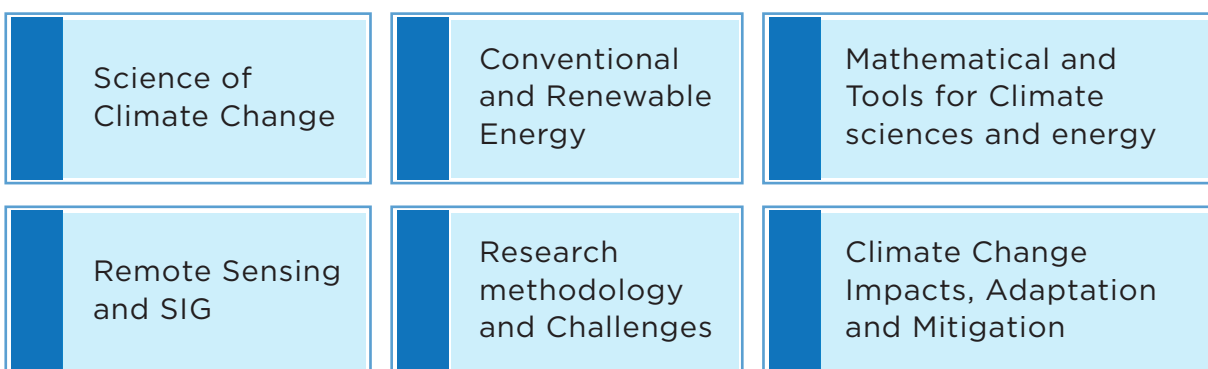 Science of
Climate Change
Conventional
and Renewable
Energy
Mathematical and
Tools for Climate
sciences and energy
Remote Sensing
and SIG
Research
methodology
and Challenges
Climate Change
Impacts, Adaptation
and Mitigation